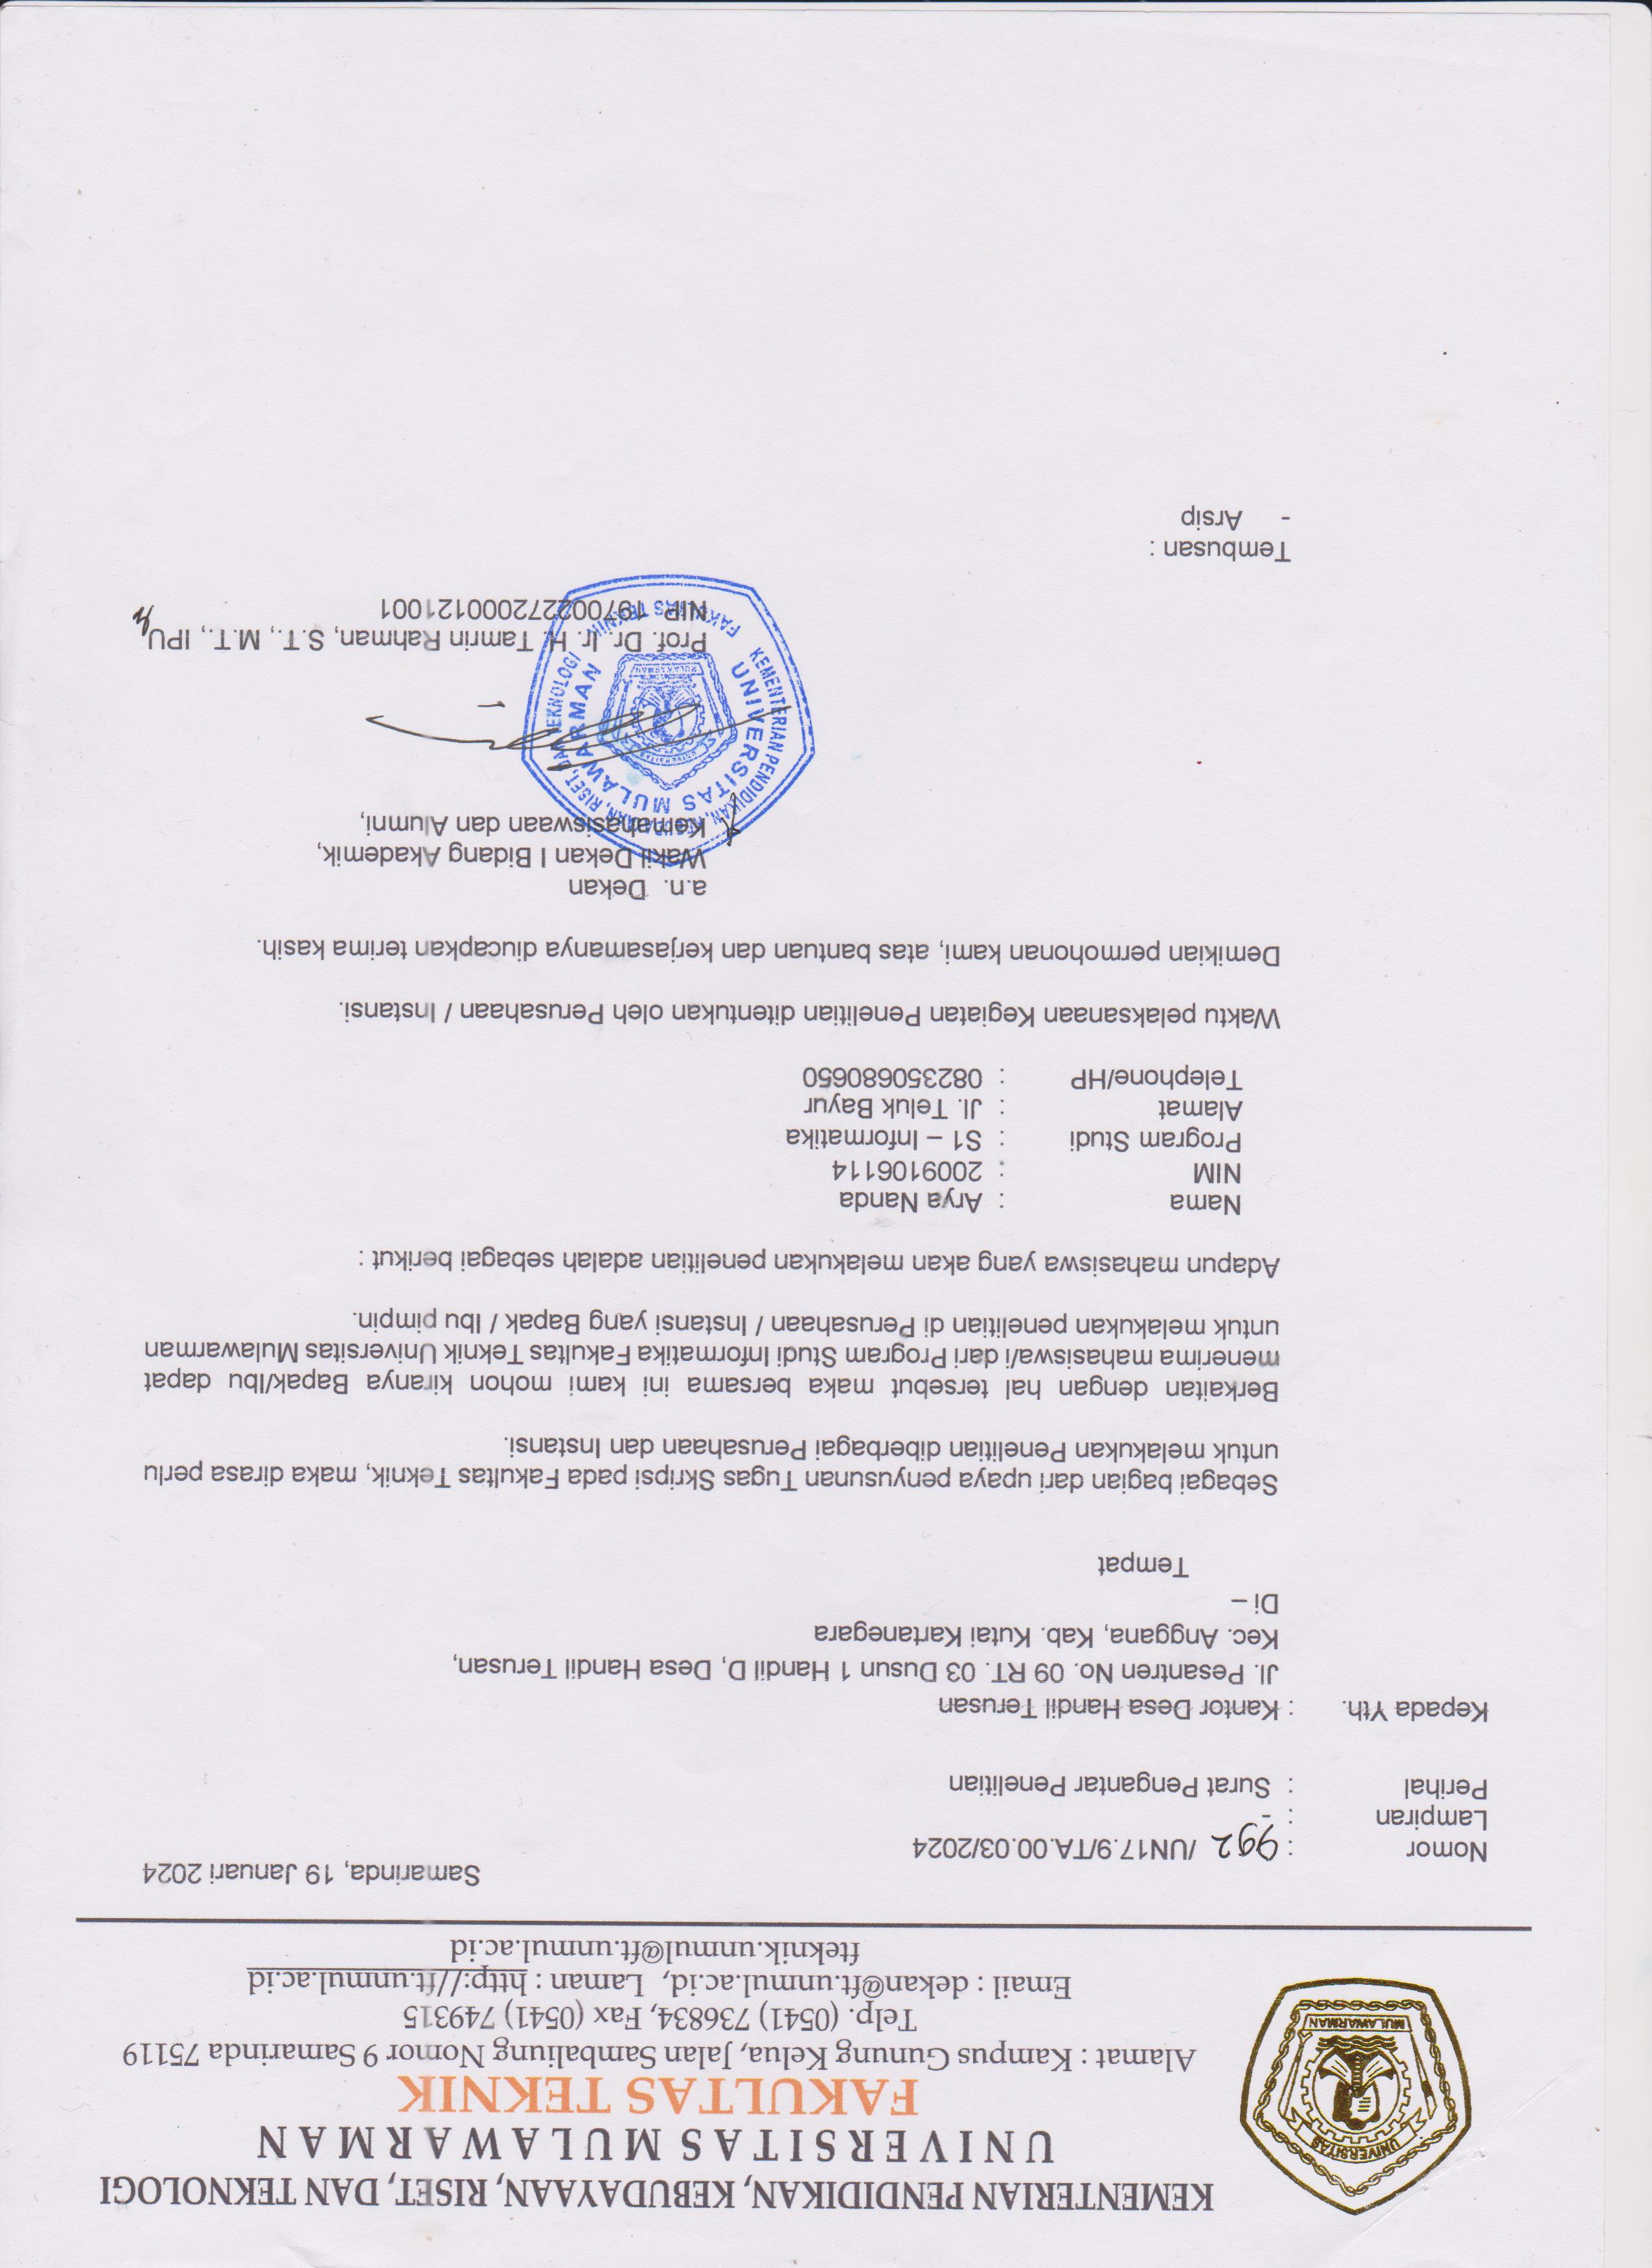 KEMENTERIAN PENDIDIKAN, KEBUDAYAAN, RISET, DAN TEKNOLOGI
UNIVERSITAS MULAWARMAN
FAKULTAS TEKNIK
Alamat : Kampus Gunung Kelua, Jalan Sambaliung Nomor 9 Samarinda 75119
Telp. (0541) 736834, Fax (0541) 749315
Email : dekan@ft.unmul.ac.id, Laman : http://ft.unmul.ac.id
fteknik.unmul@ft.unmul.ac.id
UNIVERSITAS
MULAWARMAN
Samarinda, 19 Januari 2024
Nomor : 992 /UN17.9/TA.00.03/2024
Lampiran : -
Perihal : Surat Pengantar Penelitian
Kepada Yth. : Kantor Desa Handil Terusan
Jl. Pesantren No. 09 RT. 03 Dusun 1 Handil D, Desa Handil Terusan,
Kec. Anggana, Kab. Kutai Kartanegara
Di –
Tempat
Sebagai bagian dari upaya penyusunan Tugas Skripsi pada Fakultas Teknik, maka dirasa perlu
untuk melakukan Penelitian diberbagai Perusahaan dan Instansi.
Berkaitan dengan hal tersebut maka bersama ini kami mohon kiranya Bapak/Ibu dapat
menerima mahasiswa/i dari Program Studi Informatika Fakultas Teknik Universitas Mulawarman
untuk melakukan penelitian di Perusahaan / Instansi yang Bapak / Ibu pimpin.
Adapun mahasiswa yang akan melakukan penelitian adalah sebagai berikut :
Nama : Arya Nanda
NIM : 2009106114
Program Studi : S1 – Informatika
Alamat : Jl. Teluk Bayur
Telephone/HP : 082350680650
Waktu pelaksanaan Kegiatan Penelitian ditentukan oleh Perusahaan / Instansi.
Demikian permohonan kami, atas bantuan dan kerjasamanya diucapkan terima kasih.
a.n. Dekan
Wakil Dekan I Bidang Akademik,
Kemahasiswaan dan Alumni,
KEMENTERIAN PENDIDIKAN, KEBUDAYAAN, RISET, DAN TEKNOLOGI
UNIVERSITAS MULAWARMAN
UNIVERSITAS
MULAWARMAN
FAKULTAS TEKNIK
Prof. Dr. Ir. H. Tamrin Rahman, S.T., M.T., IPU
NIP. 197002272000121001
Tembusan :
- Arsip